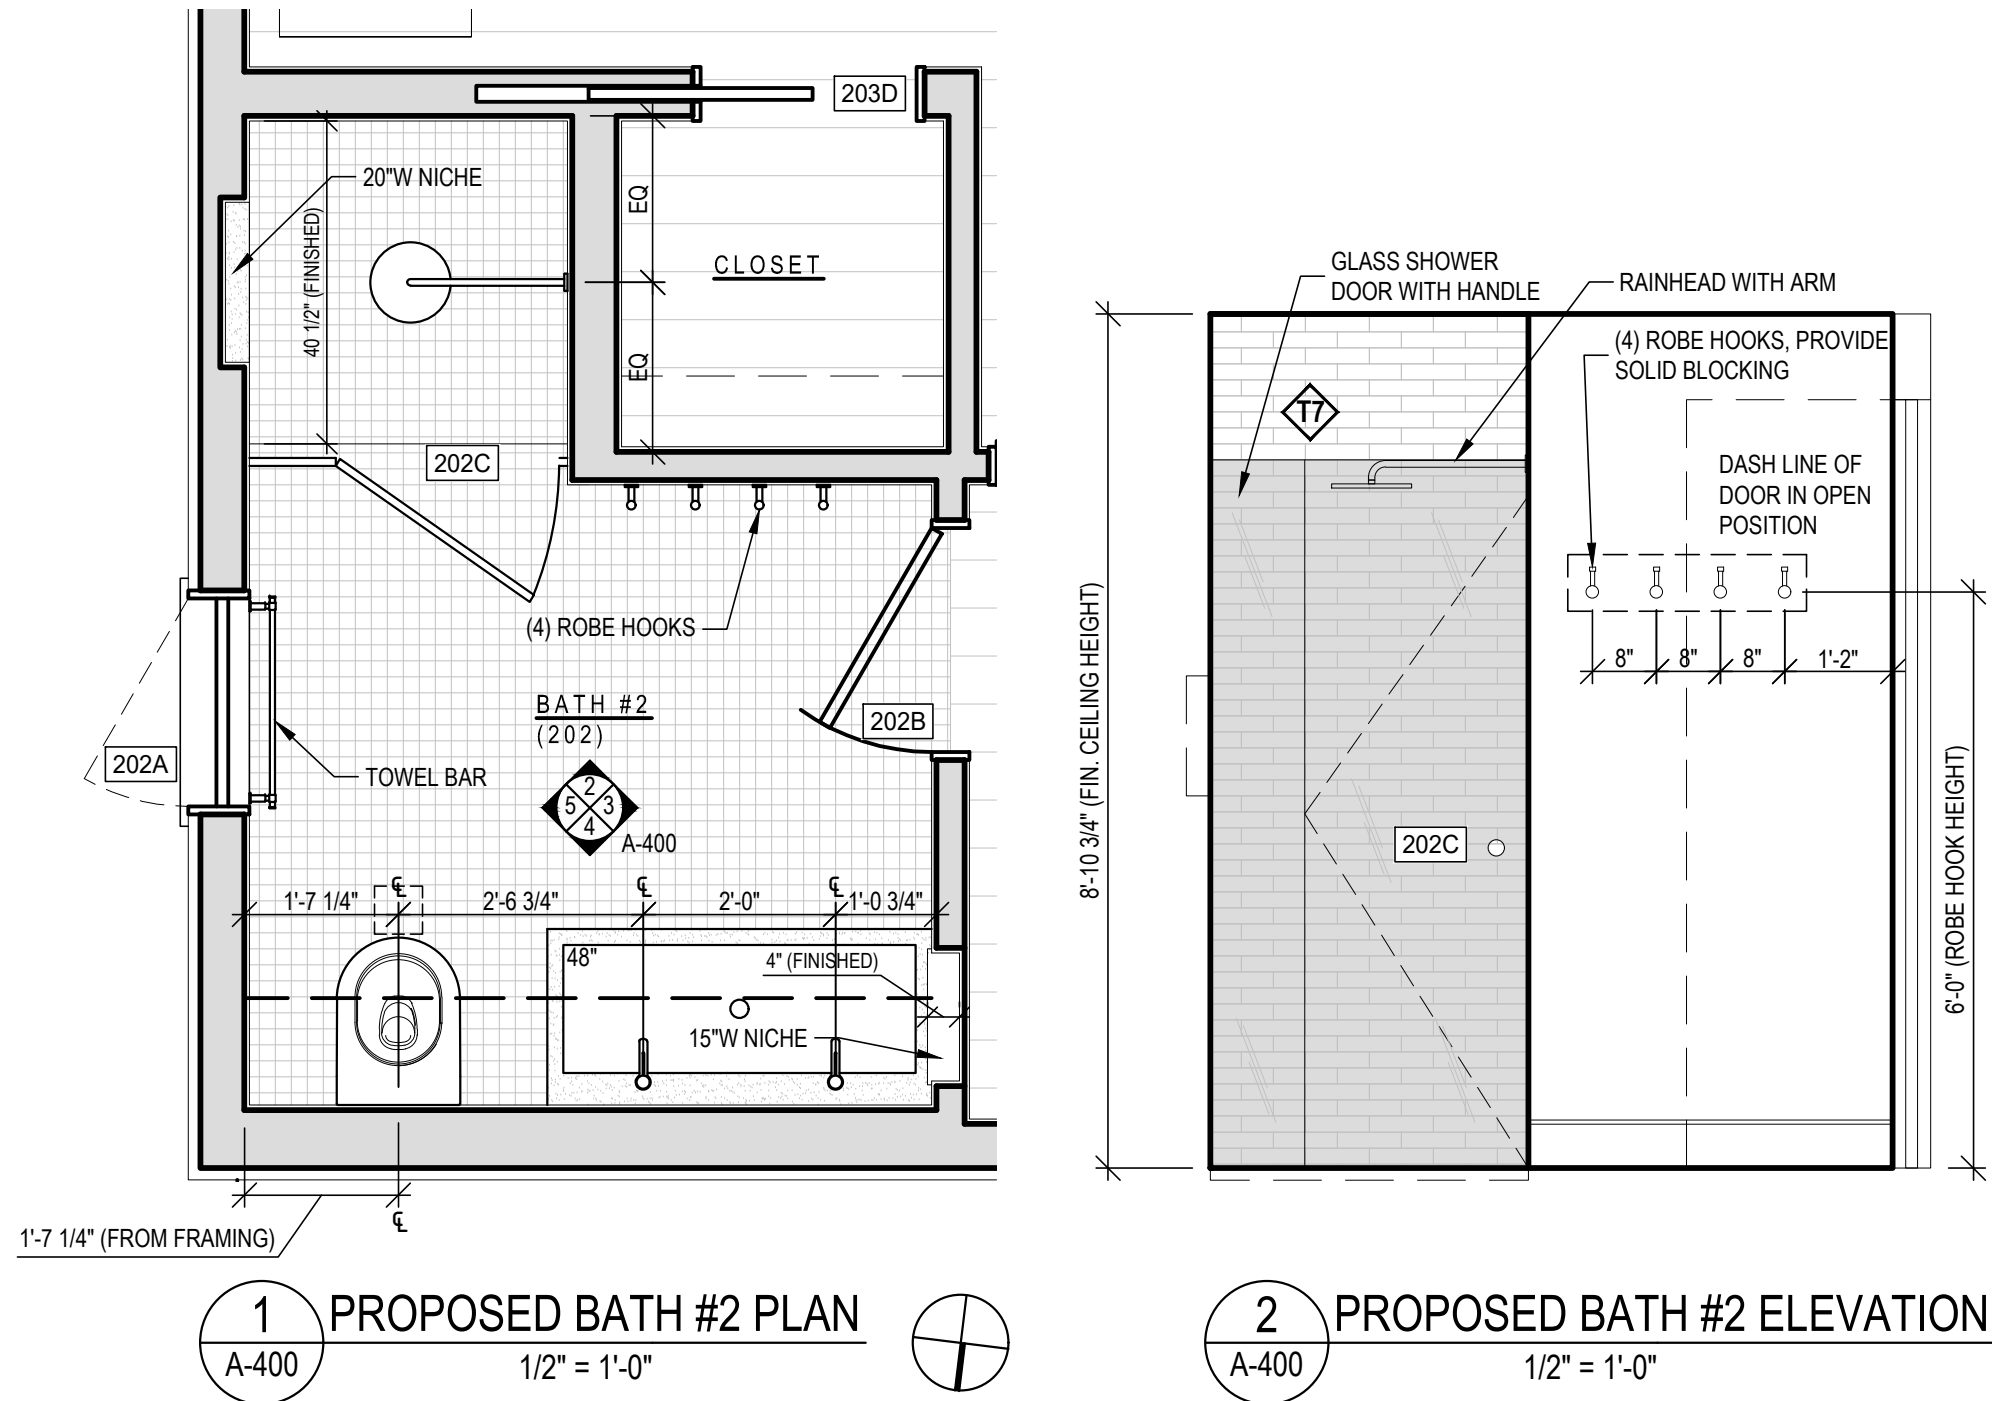 203D
20"W NICHE
40 1/2" (FINISHED)
EQ
CLOSET
EQ
202C
(4) ROBE HOOKS
BATH #2
(202)
202B
202A
TOWEL BAR
2
5
3
4
A-400
1'-7 1/4"
℄
2'-6 3/4"
℄
2'-0"
℄
1'-0 3/4"
48"
4" (FINISHED)
15"W NICHE
℄
1'-7 1/4" (FROM FRAMING)
1
A-400
PROPOSED BATH #2 PLAN
1/2" = 1'-0"
GLASS SHOWER
DOOR WITH HANDLE
RAINHEAD WITH ARM
(4) ROBE HOOKS, PROVIDE
SOLID BLOCKING
T7
DASH LINE OF
DOOR IN OPEN
POSITION
8'-10 3/4" (FIN. CEILING HEIGHT)
8"
8"
8"
1'-2"
202C
6'-0" (ROBE HOOK HEIGHT)
2
A-400
PROPOSED BATH #2 ELEVATION
1/2" = 1'-0"